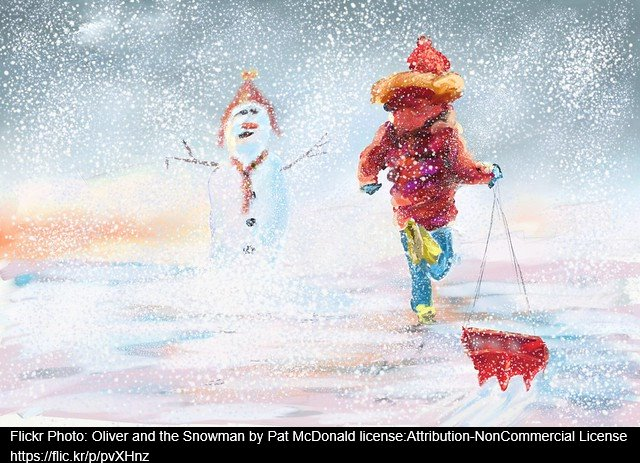 Flickr Photo: Oliver and the Snowman by Pat McDonald license:Attribution-NonCommercial License
https://flic.kr/p/pvXHnz